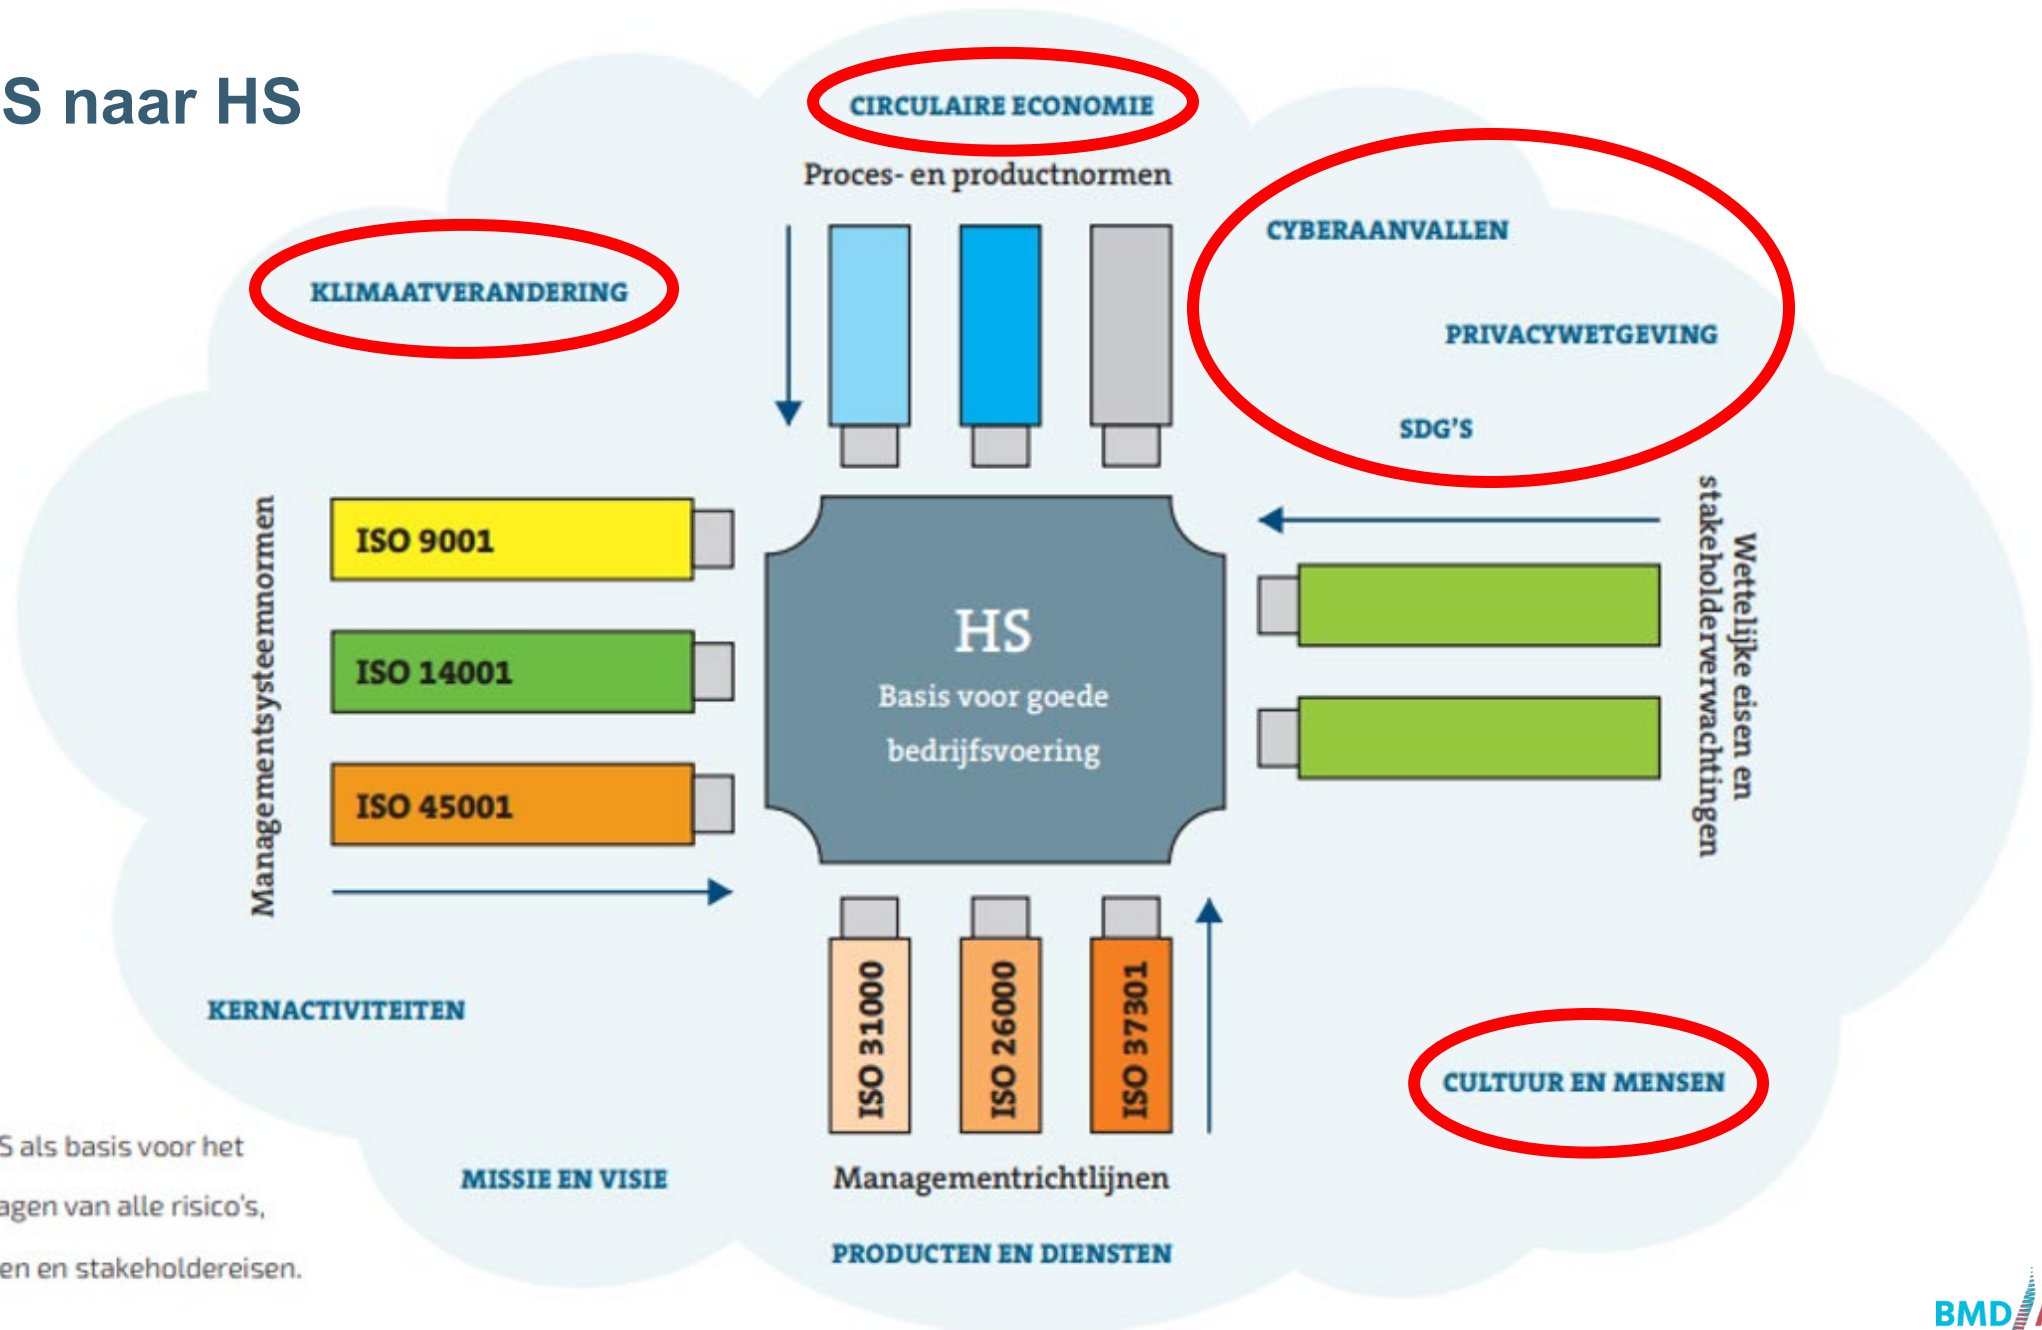 S naar HS
CIRCULAIRE ECONOMIE
Proces- en productnormen
CYBERAANVALLEN
KLIMAATVERANDERING
PRIVACYWETGEVING
SDG'S
Managementsysteemnormen
ISO 9001
ISO 14001
ISO 45001
HS
Basis voor goede
bedrijfsvoering
Wettelijke eisen en
stakeholderverwachtingen
ISO 31000
ISO 26000
ISO 37301
KERNACTIVITEITEN
CULTUUR EN MENSEN
S als basis voor het
agen van alle risico's,
en en stakeholdereisen.
MISSIE EN VISIE
Managementrichtlijnen
PRODUCTEN EN DIENSTEN
BMD